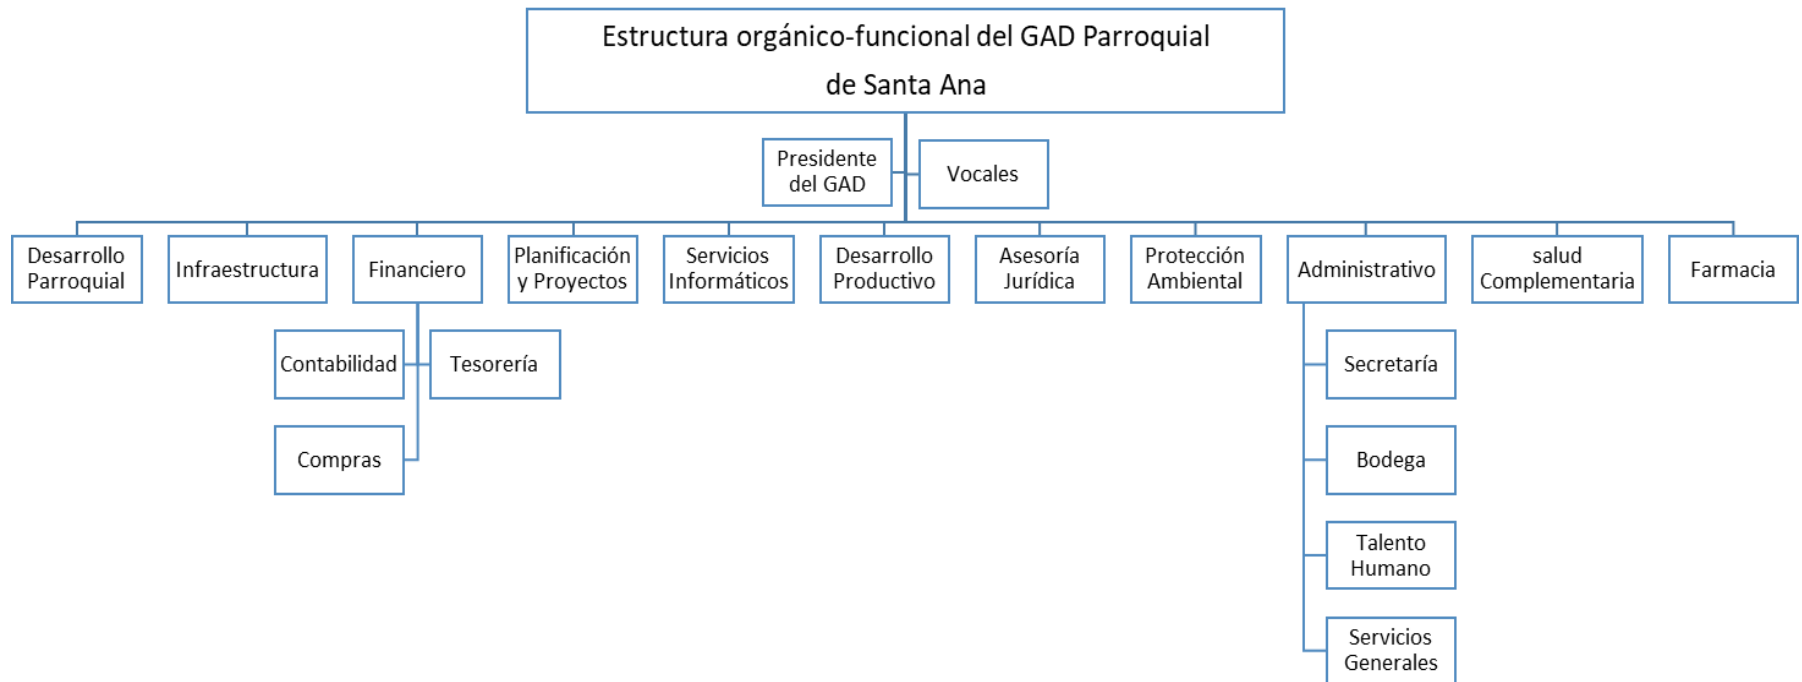 Estructura orgánico-funcional del GAD Parroquial
de Santa Ana
Presidente
del GAD
Vocales
Desarrollo
Parroquial
Infraestructura
Financiero
Planificación
y Proyectos
Servicios
Informáticos
Desarrollo
Productivo
Asesoría
Jurídica
Protección
Ambiental
Administrativo
salud
Complementaria
Farmacia
Contabilidad
Tesorería
Compras
Secretaría
Bodega
Talento
Humano
Servicios
Generales